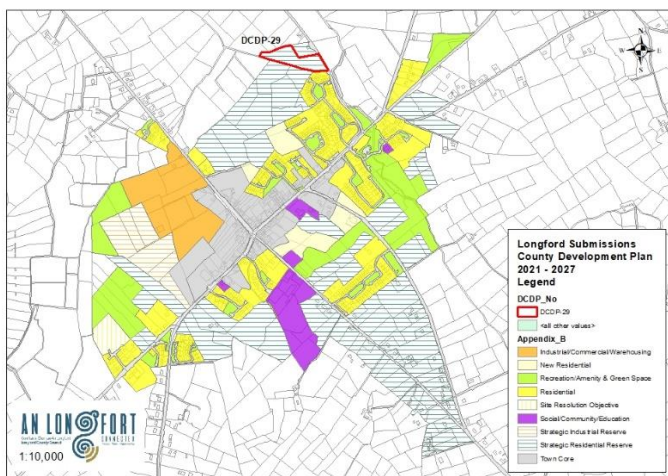 DCDP-29
N
W
E
S
Longford Submissions
County Development Plan
2021 - 2027
Legend
DCDP_No
DCDP-29
<all other values>
Appendix_B
Industrial/Commercial/Warehousing
New Residential
Recreation/Amenity & Green Space
Residential
Site Resolution Objective
Social/Community/Education
Strategic Industrial Reserve
Strategic Residential Reserve
Town Core
AN LONGFORT
CONNECTED
1:10,000